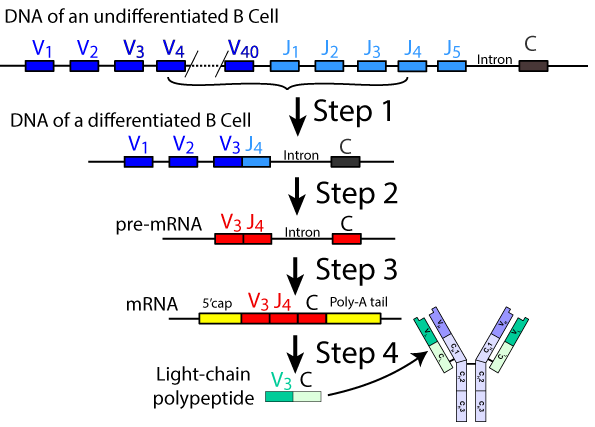 DNA of an undifferentiated B Cell
V1 V2 V3 V4 V40 J1 J2 J3 J4 J5 Intron C
Step 1
DNA of a differentiated B Cell
V1 V2 V3 J4 Intron C
Step 2
pre-mRNA V3 J4 Intron C
Step 3
mRNA 5'cap V3 J4 C Poly-A tail
Step 4
Light-chain
polypeptide
V3 C